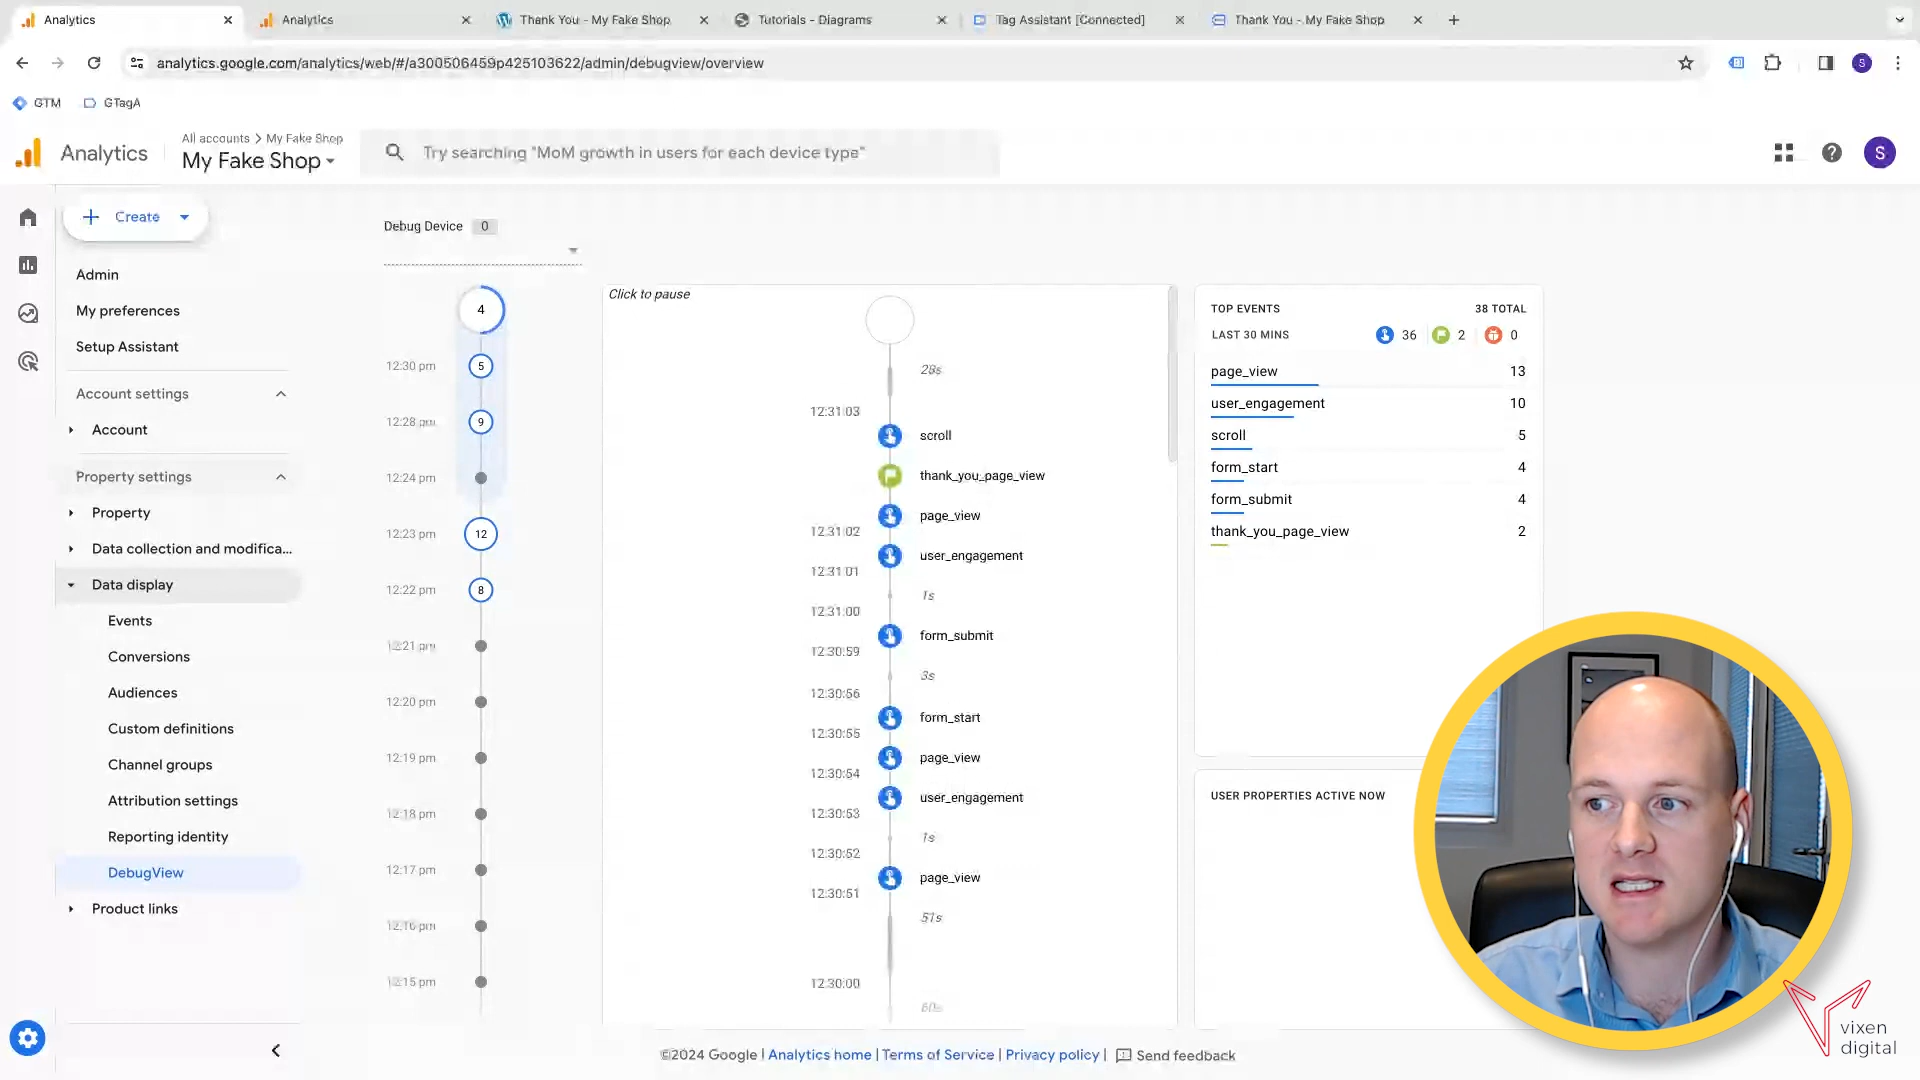 Analytics
Analytics
Thank You - My Fake Shop
Tutorials - Diagrams
Tag Assistant [Connected]
Thank You - My Fake Shop
analytics.google.com/analytics/web/#/a300506459p425103622/admin/debugview/overview
S
GTM
GTagA
Analytics
All accounts > My Fake Shop
My Fake Shop
Try searching "MoM growth in users for each device type"
S
Create
Admin
My preferences
Setup Assistant
Account settings
Account
Property settings
Property
Data collection and modifica...
Data display
Events
Conversions
Audiences
Custom definitions
Channel groups
Attribution settings
Reporting identity
DebugView
Product links
Debug Device 0
4
12:30 pm 5
12:28 pm 9
12:24 pm
12:23 pm 12
12:22 pm 8
12:21 pm
12:20 pm
12:19 pm
12:18 pm
12:17 pm
12:16 pm
12:15 pm
Click to pause
28s
12:31:03
scroll
thank_you_page_view
page_view
12:31:02
user_engagement
12:31:01
1s
12:31:00
form_submit
12:30:59
3s
12:30:56
form_start
12:30:55
page_view
12:30:54
user_engagement
12:30:53
1s
12:30:52
page_view
12:30:51
51s
12:30:00
60s
TOP EVENTS 38 TOTAL
LAST 30 MINS 36 2 0
page_view 13
user_engagement 10
scroll 5
form_start 4
form_submit 4
thank_you_page_view 2
USER PROPERTIES ACTIVE NOW
©2024 Google | Analytics home | Terms of Service | Privacy policy | Send feedback
vixen
digital